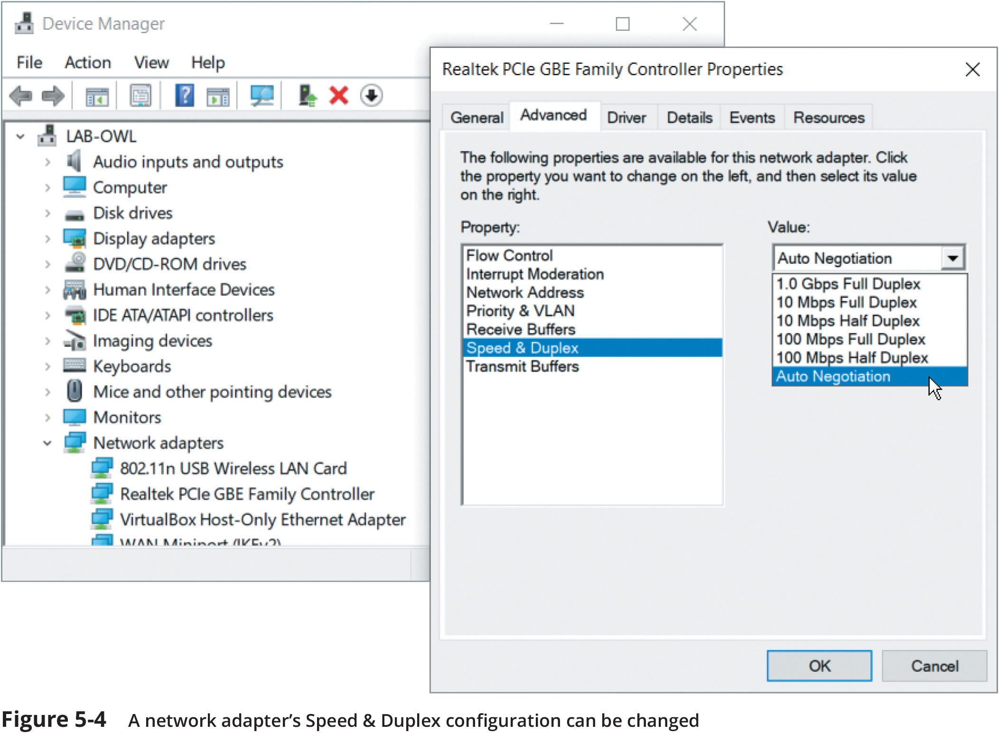 Device Manager
File Action View Help
LAB-OWL
Audio inputs and outputs
Computer
Disk drives
Display adapters
DVD/CD-ROM drives
Human Interface Devices
IDE ATA/ATAPI controllers
Imaging devices
Keyboards
Mice and other pointing devices
Monitors
Network adapters
802.11n USB Wireless LAN Card
Realtek PCIe GBE Family Controller
VirtualBox Host-Only Ethernet Adapter
WAN Miniport (IKEv2)
Realtek PCIe GBE Family Controller Properties
General Advanced Driver Details Events Resources
The following properties are available for this network adapter. Click
the property you want to change on the left, and then select its value
on the right.
Property:
Flow Control
Interrupt Moderation
Network Address
Priority & VLAN
Receive Buffers
Speed & Duplex
Transmit Buffers
Value:
Auto Negotiation
1.0 Gbps Full Duplex
10 Mbps Full Duplex
10 Mbps Half Duplex
100 Mbps Full Duplex
100 Mbps Half Duplex
Auto Negotiation
OK Cancel
Figure 5-4 A network adapter’s Speed & Duplex configuration can be changed